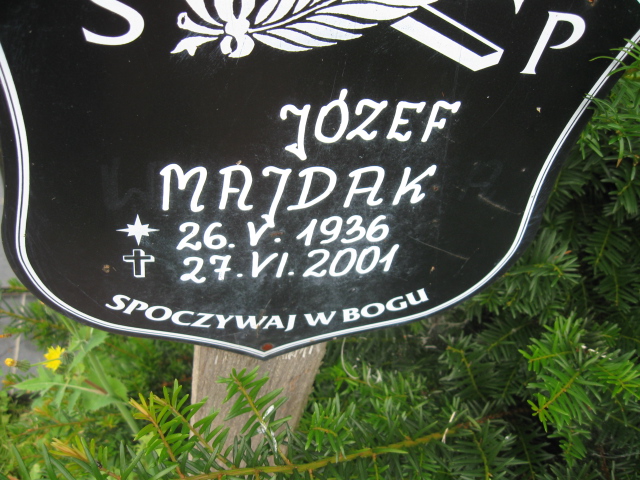 S P
JÓZEF
MAJDAK
26. V. 1936
27. VI. 2001
SPOCZYWAJ W BOGU